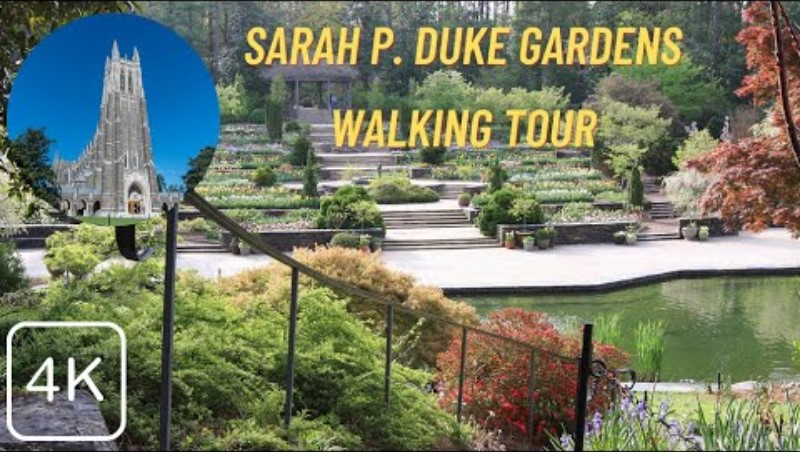 SARAH P. DUKE GARDENS
WALKING TOUR
4K